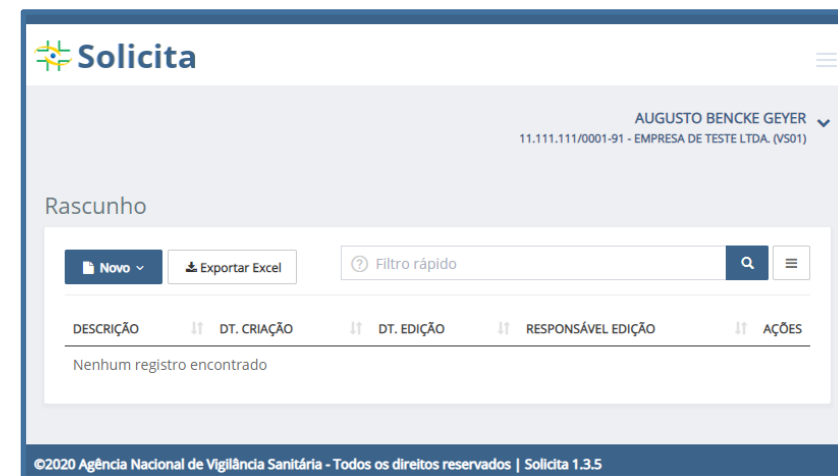 Solicita
AUGUSTO BENCKE GEYER
11.111.111/0001-91 - EMPRESA DE TESTE LTDA. (VS01)
Rascunho
Novo
Exportar Excel
Filtro rápido
DESCRIÇÃO DT. CRIAÇÃO DT. EDIÇÃO RESPONSÁVEL EDIÇÃO AÇÕES
Nenhum registro encontrado
©2020 Agência Nacional de Vigilância Sanitária - Todos os direitos reservados | Solicita 1.3.5